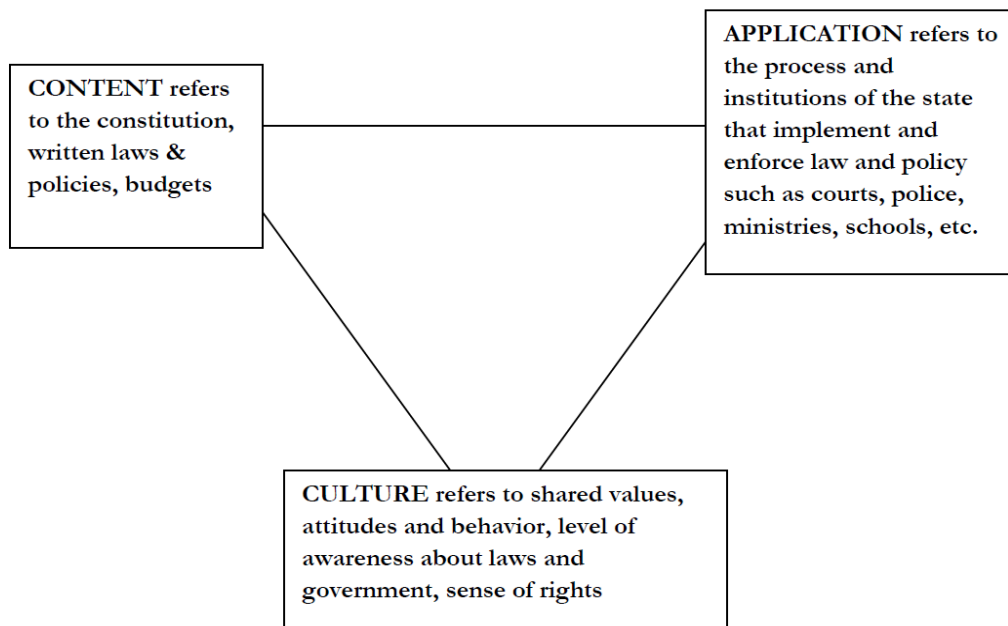 CONTENT refers
to the constitution,
written laws &
policies, budgets
APPLICATION refers to
the process and
institutions of the state
that implement and
enforce law and policy
such as courts, police,
ministries, schools, etc.
CULTURE refers to shared values,
attitudes and behavior, level of
awareness about laws and
government, sense of rights